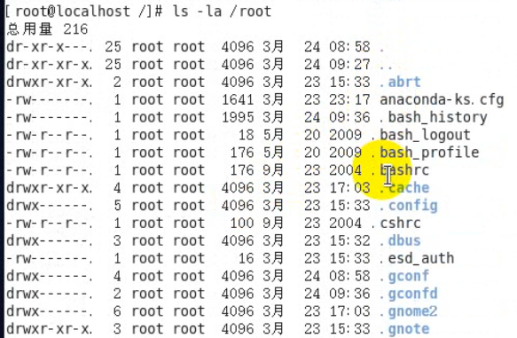 [root@localhost /]# ls -la /root
总用量 216
dr-xr-x---. 25 root root 4096 3月 24 08:58 .
dr-xr-xr-x. 25 root root 4096 3月 24 09:27 ..
drwxr-xr-x. 2 root root 4096 3月 23 15:33 .abrt
-rw-------. 1 root root 1641 3月 23 23:17 anaconda-ks.cfg
-rw-------. 1 root root 1995 3月 24 09:36 .bash_history
-rw-r--r--. 1 root root 18 5月 20 2009 .bash_logout
-rw-r--r--. 1 root root 176 5月 20 2009 .bash_profile
-rw-r--r--. 1 root root 176 9月 23 2004 .bashrc
drwxr-xr-x. 4 root root 4096 3月 23 17:03 .cache
drwx------. 5 root root 4096 3月 23 15:33 .config
-rw-r--r--. 1 root root 100 9月 23 2004 .cshrc
drwx------. 3 root root 4096 3月 23 15:32 .dbus
-rw-------. 1 root root 16 3月 23 15:33 .esd_auth
drwx------. 4 root root 4096 3月 24 08:58 .gconf
drwx------. 2 root root 4096 3月 24 09:36 .gconfd
drwx------. 6 root root 4096 3月 23 17:03 .gnome2
drwxr-xr-x. 3 root root 4096 3月 23 15:33 .gnote